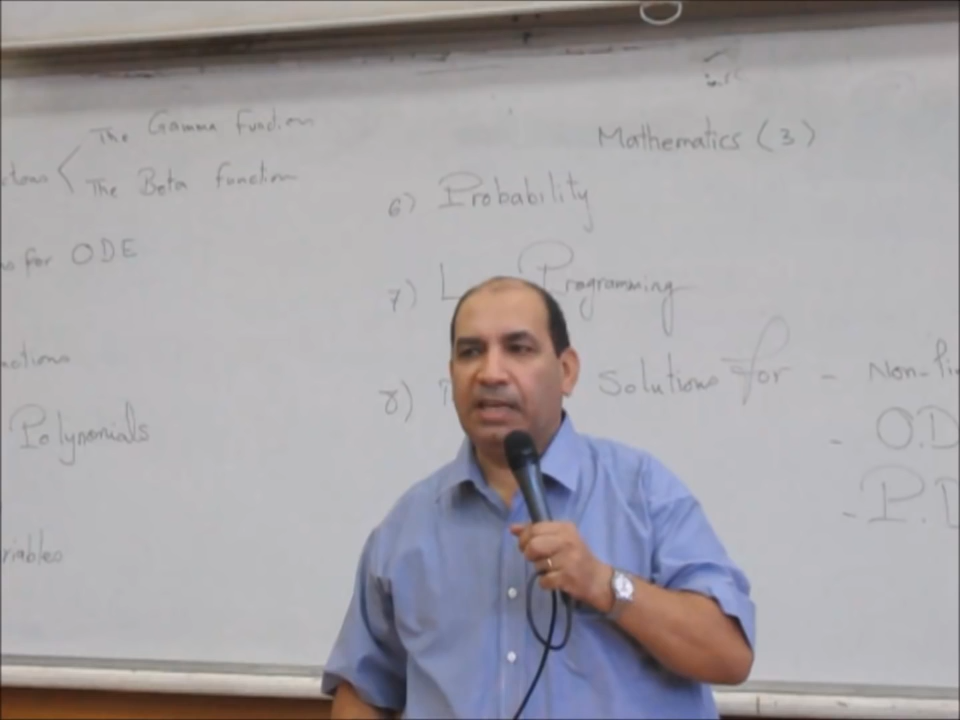 Mathematics (3)
The Gamma Function
The Beta Function
for ODE
Polynomials
6) Probability
7) L Programming
8) Solutions for - Non-li
- O.D
- P.D